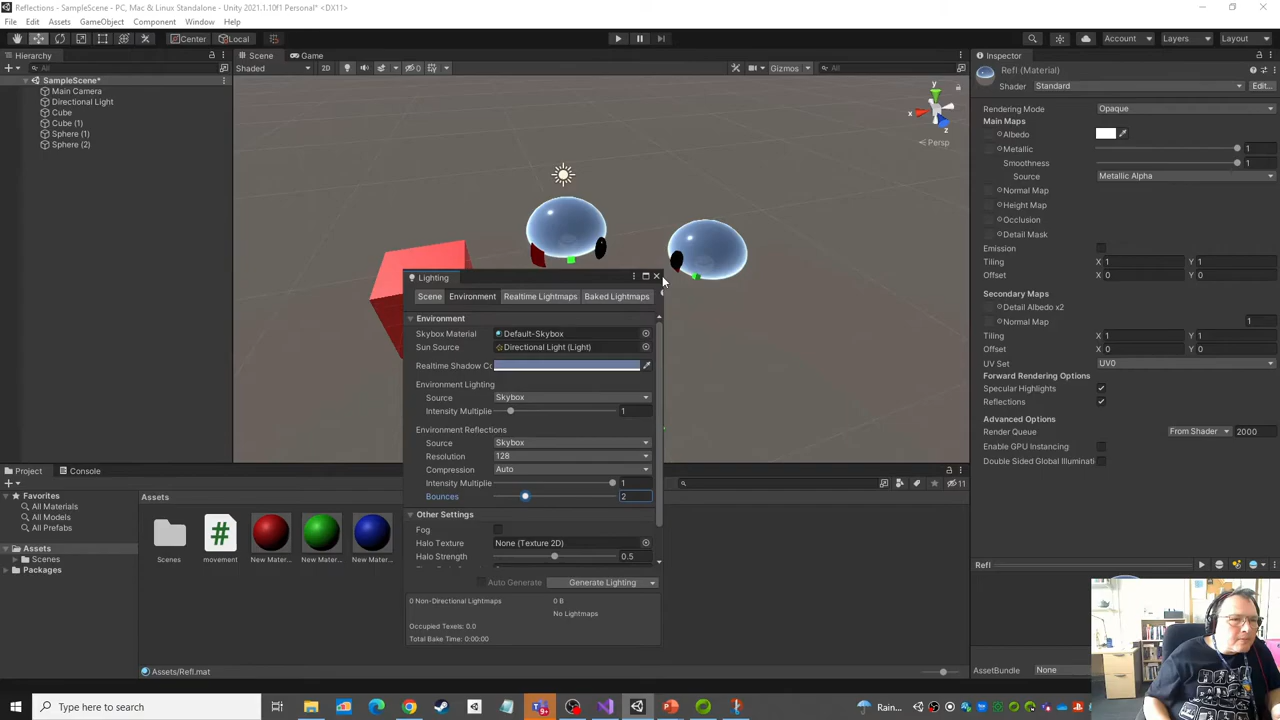 Reflections - SampleScene - PC, Mac & Linux Standalone - Unity 2021.1.10f1 Personal* <DX11>
File Edit Assets GameObject Component Window Help
Center Local Account Layers Layout
Hierarchy Scene Game Inspector
All Shaded 2D 0 Gizmos All Refl (Material)
Shader Standard Edit...
SampleScene*
Main Camera
Directional Light
Cube
Cube (1)
Sphere (1)
Sphere (2)
y
x
z
Persp
Rendering Mode Opaque
Main Maps
Albedo
Metallic 1
Smoothness 1
Source Metallic Alpha
Normal Map
Height Map
Occlusion
Detail Mask
Emission
Tiling X 1 Y 1
Offset X 0 Y 0
Secondary Maps
Detail Albedo x2
Normal Map 1
Tiling X 1 Y 1
Offset X 0 Y 0
UV Set UV0
Forward Rendering Options
Specular Highlights
Reflections
Advanced Options
Render Queue From Shader 2000
Enable GPU Instancing
Double Sided Global Illuminati
Lighting
Scene Environment Realtime Lightmaps Baked Lightmaps
Environment
Skybox Material Default-Skybox
Sun Source Directional Light (Light)
Realtime Shadow Cc
Environment Lighting
Source Skybox
Intensity Multiplie 1
Environment Reflections
Source Skybox
Resolution 128
Compression Auto
Intensity Multiplie 1
Bounces 2
Other Settings
Fog
Halo Texture None (Texture 2D)
Halo Strength 0.5
Auto Generate Generate Lighting
0 Non-Directional Lightmaps 0 B
No Lightmaps
Occupied Texels: 0.0
Total Bake Time: 0:00:00
Project Console
11
Favorites
All Materials
All Models
All Prefabs
Assets
Scenes
Packages
Assets
Scenes movement New Mater... New Mater... New Mater...
Assets/Refl.mat
Refl
AssetBundle None
Type here to search
Rain...